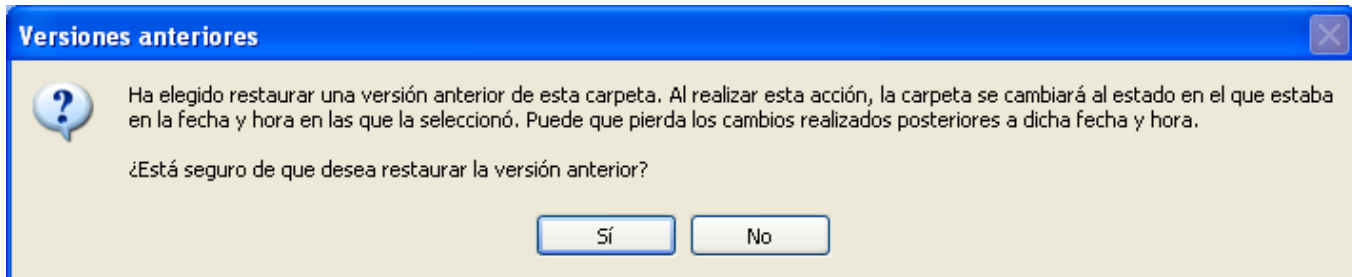 Versiones anteriores
Ha elegido restaurar una versión anterior de esta carpeta. Al realizar esta acción, la carpeta se cambiará al estado en el que estaba
en la fecha y hora en las que la seleccionó. Puede que pierda los cambios realizados posteriores a dicha fecha y hora.
¿Está seguro de que desea restaurar la versión anterior?
Sí No